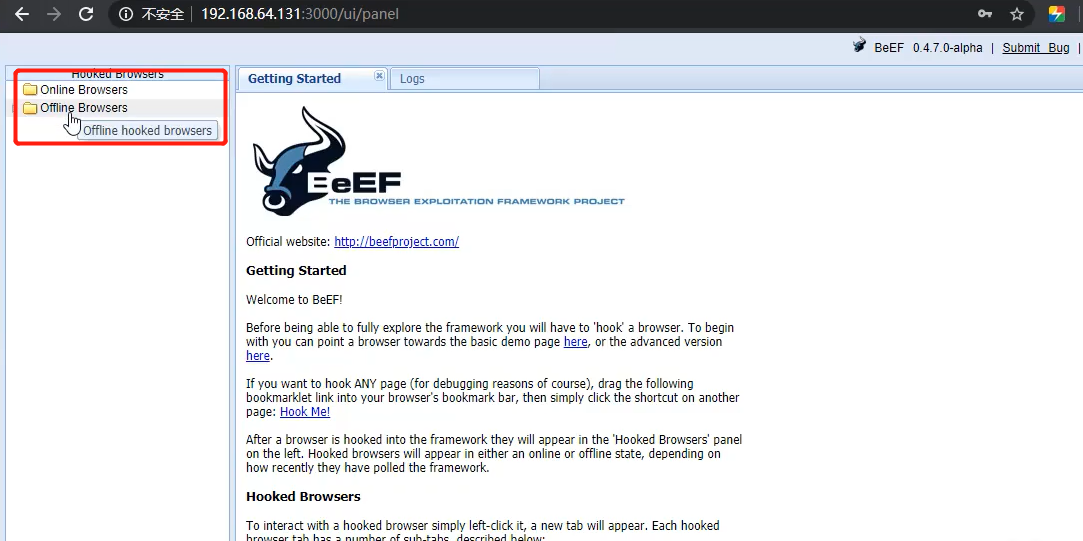 不安全 192.168.64.131:3000/ui/panel
BeEF 0.4.7.0-alpha | Submit Bug |
Hooked Browsers
Online Browsers
Offline Browsers
Offline hooked browsers
Getting Started
Logs
BeEF
THE BROWSER EXPLOITATION FRAMEWORK PROJECT
Official website: http://beefproject.com/
Getting Started
Welcome to BeEF!
Before being able to fully explore the framework you will have to 'hook' a browser. To begin
with you can point a browser towards the basic demo page here, or the advanced version
here.
If you want to hook ANY page (for debugging reasons of course), drag the following
bookmarklet link into your browser's bookmark bar, then simply click the shortcut on another
page: Hook Me!
After a browser is hooked into the framework they will appear in the 'Hooked Browsers' panel
on the left. Hooked browsers will appear in either an online or offline state, depending on
how recently they have polled the framework.
Hooked Browsers
To interact with a hooked browser simply left-click it, a new tab will appear. Each hooked
browser tab has a number of sub-tabs, described below: